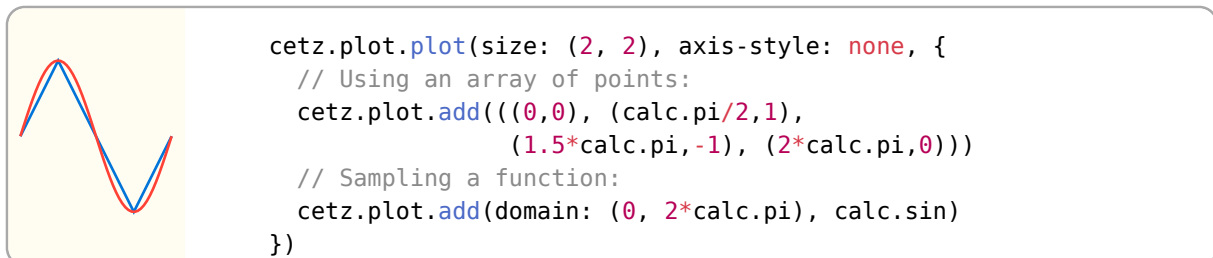 cetz.plot.plot(size: (2, 2), axis-style: none, {
  // Using an array of points:
  cetz.plot.add(((0,0), (calc.pi/2,1),
                 (1.5*calc.pi,-1), (2*calc.pi,0)))
  // Sampling a function:
  cetz.plot.add(domain: (0, 2*calc.pi), calc.sin)
})